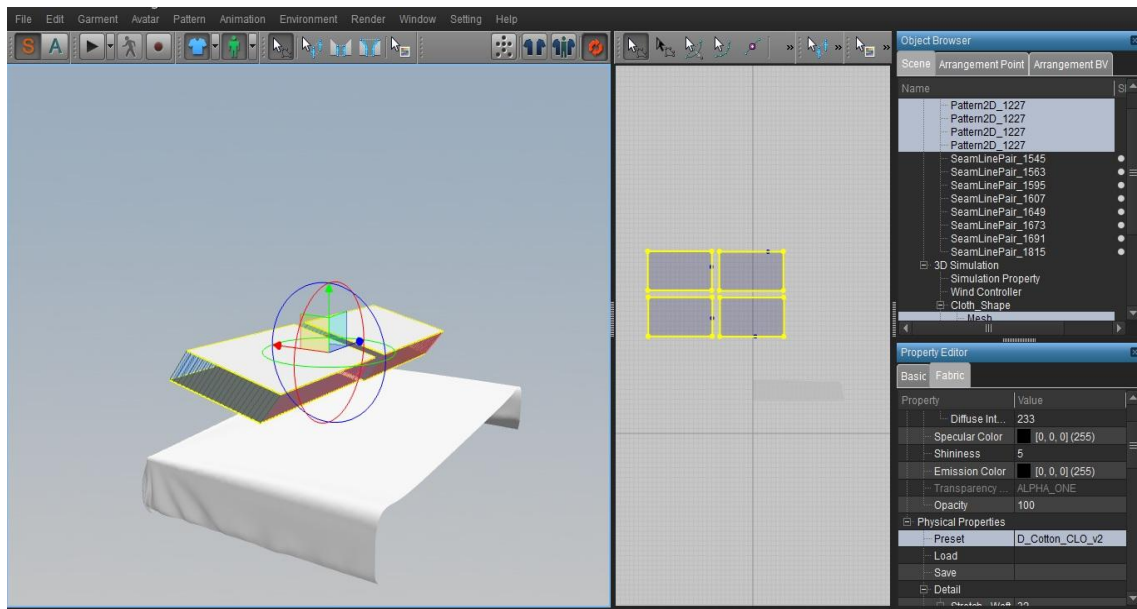 File Edit Garment Avatar Pattern Animation Environment Render Window Setting Help
S A
Object Browser
Scene Arrangement Point Arrangement BV
Name
Pattern2D_1227
Pattern2D_1227
Pattern2D_1227
Pattern2D_1227
SeamLinePair_1545
SeamLinePair_1563
SeamLinePair_1595
SeamLinePair_1607
SeamLinePair_1649
SeamLinePair_1673
SeamLinePair_1691
SeamLinePair_1815
3D Simulation
Simulation Property
Wind Controller
Cloth_Shape
Mesh
Property Editor
Basic Fabric
Property Value
Diffuse Int... 233
Specular Color [0, 0, 0] (255)
Shininess 5
Emission Color [0, 0, 0] (255)
Transparency ... ALPHA_ONE
Opacity 100
Physical Properties
Preset D_Cotton_CLO_v2
Load
Save
Detail